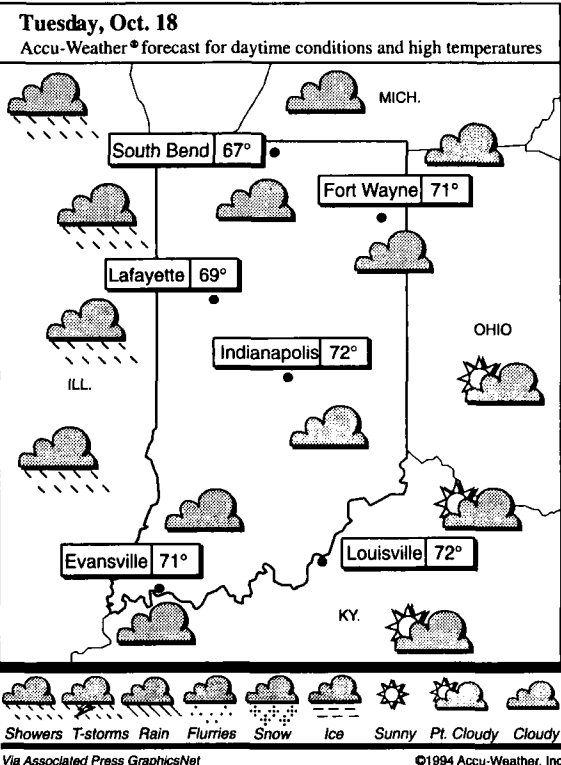 Tuesday, Oct. 18
Accu-Weather® forecast for daytime conditions and high temperatures
MICH.
South Bend 67°
Fort Wayne 71°
Lafayette 69°
OHIO
Indianapolis 72°
ILL.
Evansville 71°
Louisville 72°
KY.
Showers T-storms Rain Flurries Snow Ice Sunny Pt. Cloudy Cloudy
Via Associated Press GraphicsNet
©1994 Accu-Weather, Inc